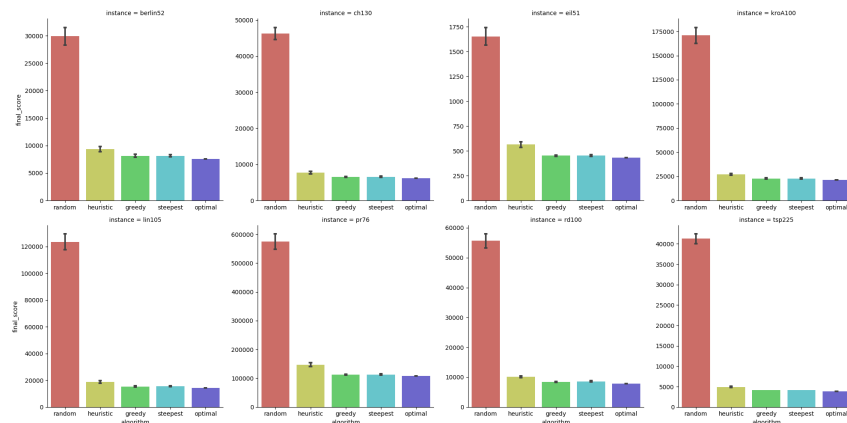 instance = berlin52
instance = ch130
instance = eil51
instance = kroA100
final_score
30000
25000
20000
15000
10000
5000
0
random heuristic greedy steepest optimal
50000
40000
30000
20000
10000
0
random heuristic greedy steepest optimal
1750
1500
1250
1000
750
500
250
0
random heuristic greedy steepest optimal
175000
150000
125000
100000
75000
50000
25000
0
random heuristic greedy steepest optimal
instance = lin105
instance = pr76
instance = rd100
instance = tsp225
final_score
120000
100000
80000
60000
40000
20000
0
random heuristic greedy steepest optimal
algorithm
600000
500000
400000
300000
200000
100000
0
random heuristic greedy steepest optimal
algorithm
60000
50000
40000
30000
20000
10000
0
random heuristic greedy steepest optimal
algorithm
40000
35000
30000
25000
20000
15000
10000
5000
0
random heuristic greedy steepest optimal
algorithm